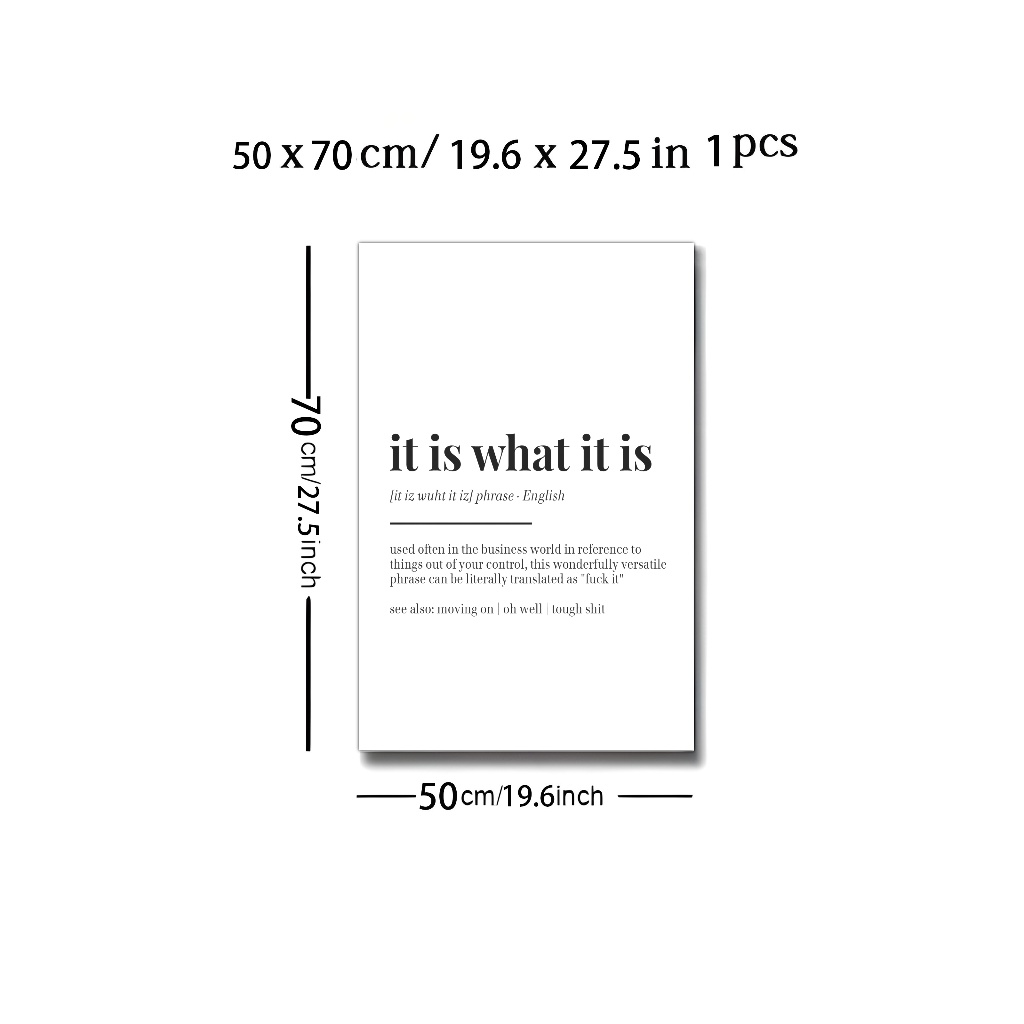 50 x 70 cm/ 19.6 x 27.5 in 1 pcs
70 cm/27.5 inch
it is what it is
[it iz wuht it iz] phrase · English
used often in the business world in reference to
things out of your control, this wonderfully versatile
phrase can be literally translated as "fuck it"
see also: moving on | oh well | tough shit
50 cm/19.6 inch